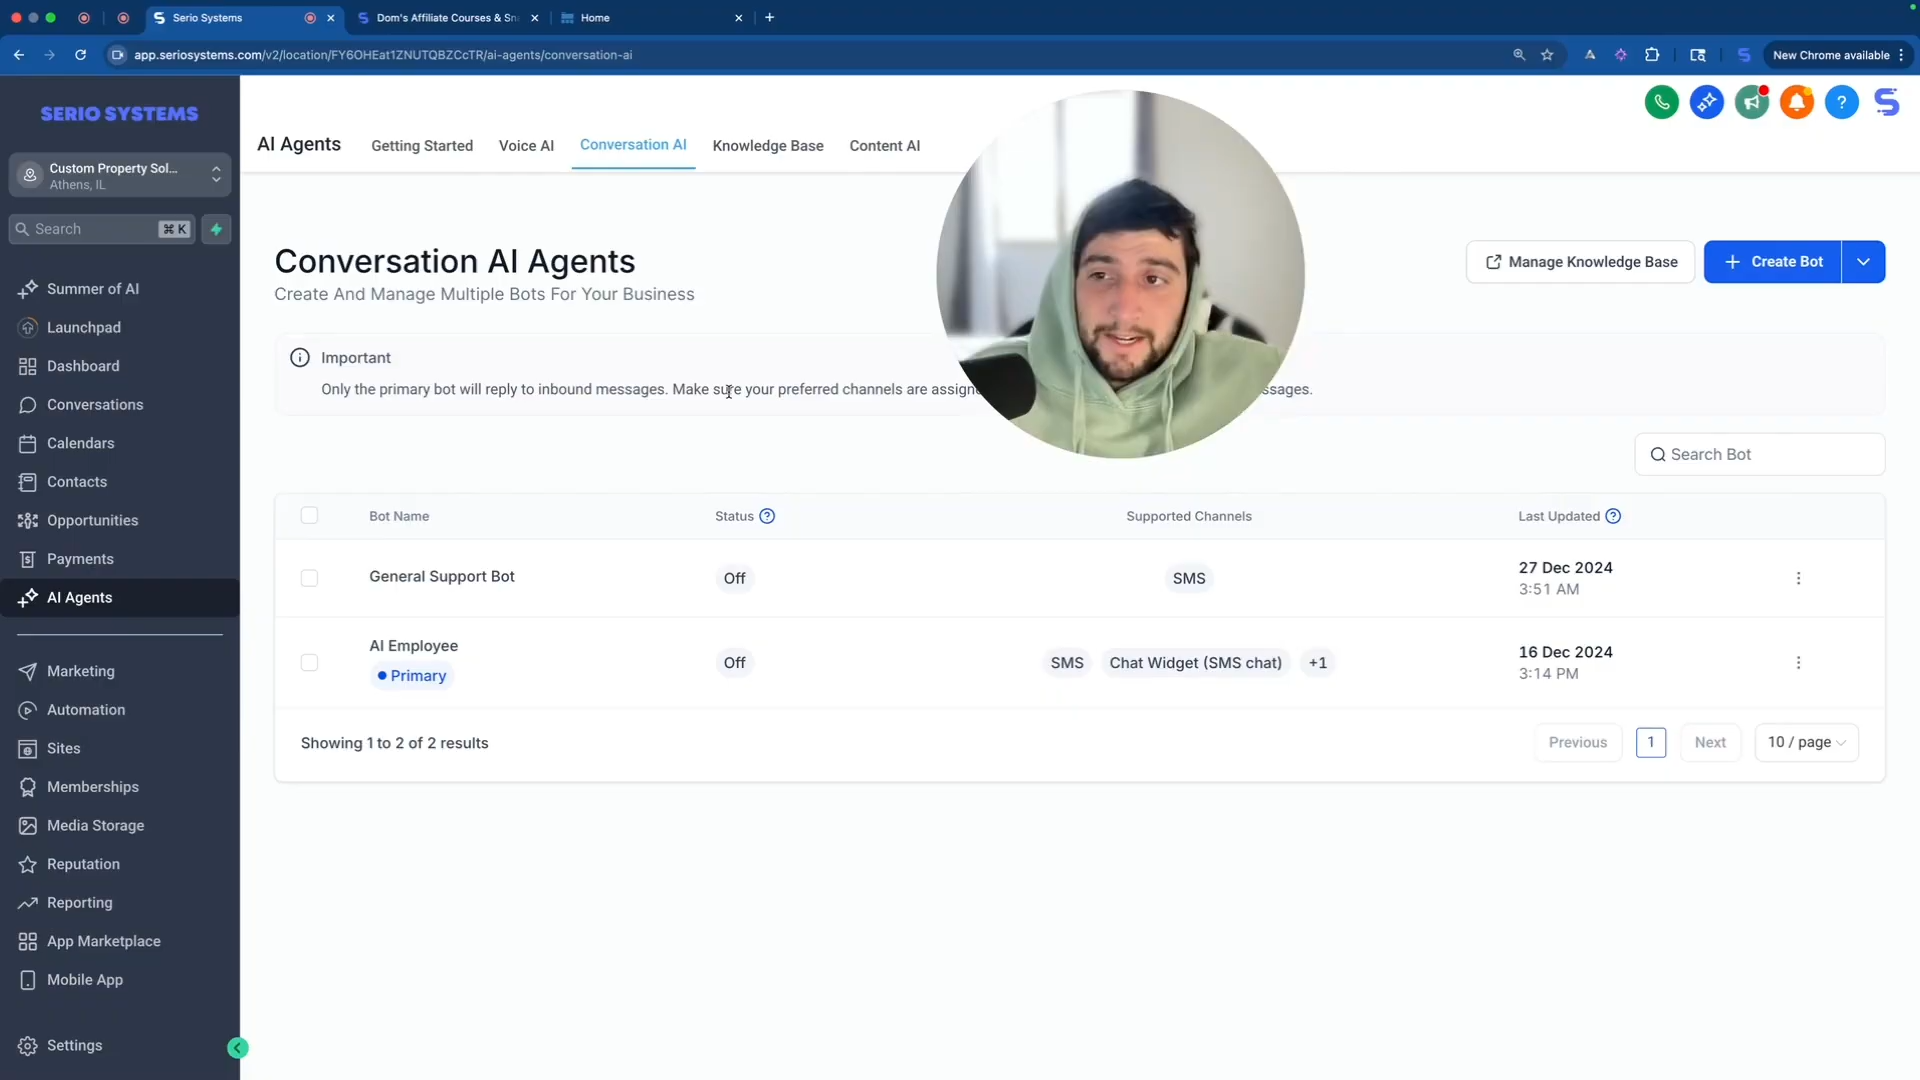 Serio Systems
Dom's Affiliate Courses & Sn
Home
app.seriosystems.com/v2/location/FY6OHEat1ZNUTQBZCcTR/ai-agents/conversation-ai
New Chrome available
SERIO SYSTEMS
Custom Property Sol...
Athens, IL
Search
⌘ K
Summer of AI
Launchpad
Dashboard
Conversations
Calendars
Contacts
Opportunities
Payments
AI Agents
Marketing
Automation
Sites
Memberships
Media Storage
Reputation
Reporting
App Marketplace
Mobile App
Settings
AI Agents
Getting Started
Voice AI
Conversation AI
Knowledge Base
Content AI
Conversation AI Agents
Create And Manage Multiple Bots For Your Business
Manage Knowledge Base
+ Create Bot
Important
Only the primary bot will reply to inbound messages. Make sure your preferred channels are assign ssages.
Search Bot
Bot Name
Status
Supported Channels
Last Updated
General Support Bot
Off
SMS
27 Dec 2024
3:51 AM
AI Employee
Primary
Off
SMS
Chat Widget (SMS chat)
+1
16 Dec 2024
3:14 PM
Showing 1 to 2 of 2 results
Previous
1
Next
10 / page